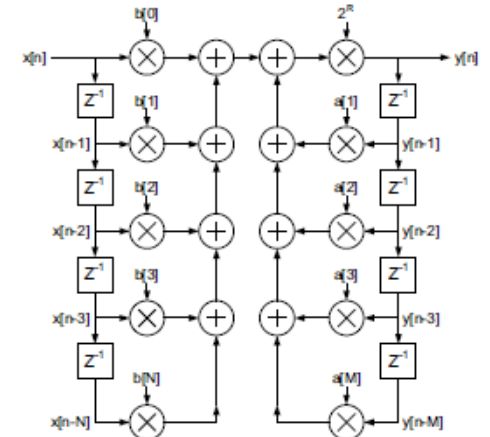 b[0] 2^R
x[n] y[n]
Z⁻¹ b[1] a[1] Z⁻¹
x[n-1] y[n-1]
Z⁻¹ b[2] a[2] Z⁻¹
x[n-2] y[n-2]
Z⁻¹ b[3] a[3] Z⁻¹
x[n-3] y[n-3]
Z⁻¹ b[N] a[M] Z⁻¹
x[n-N] y[n-M]